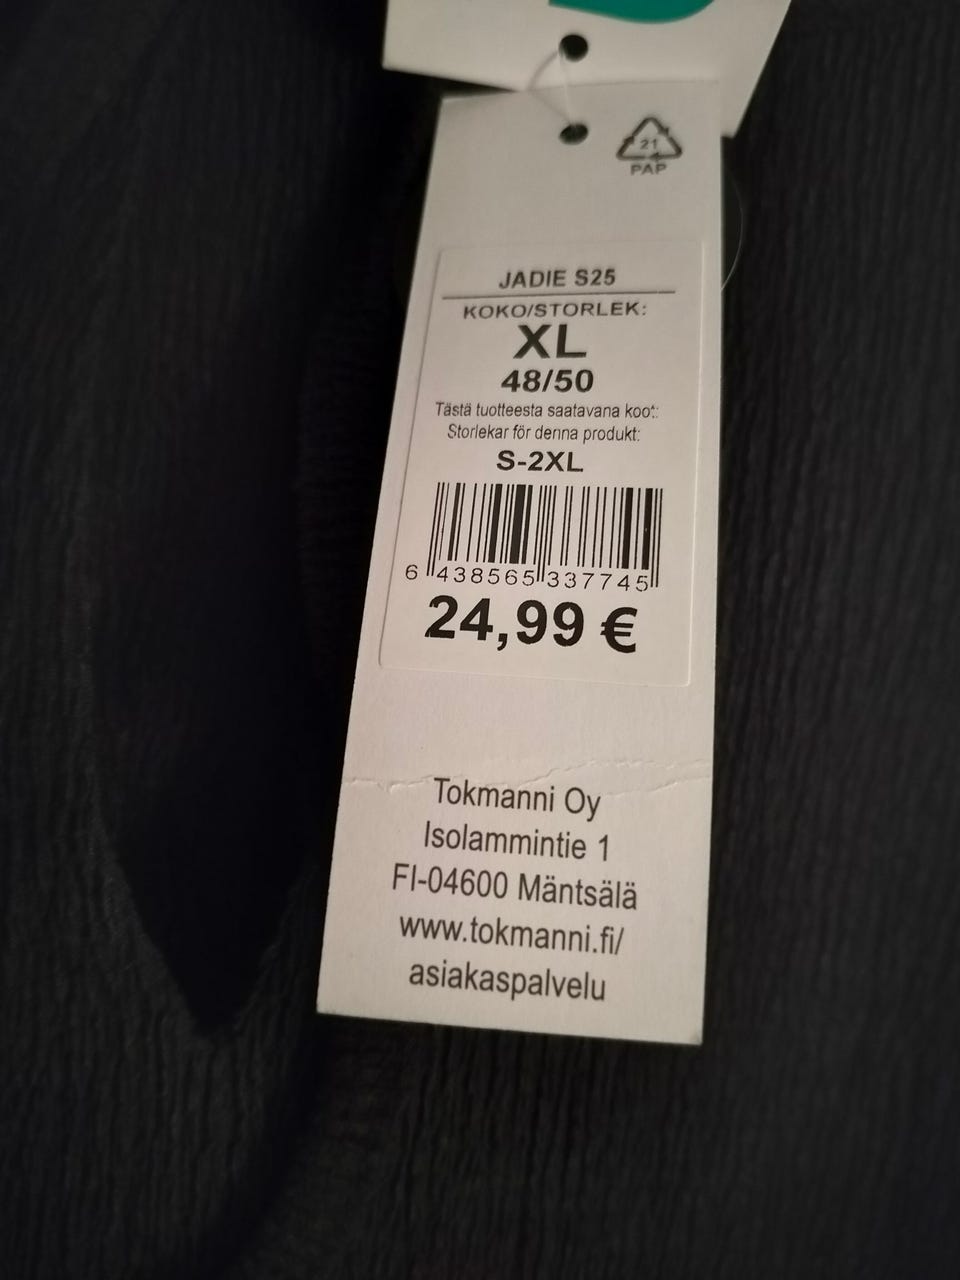 21
PAP
JADIE S25
KOKO/STORLEK:
XL
48/50
Tästä tuotteesta saatavana koot:
Storlekar för denna produkt:
S-2XL
6 438565 337745
24,99 €
Tokmanni Oy
Isolammintie 1
FI-04600 Mäntsälä
www.tokmanni.fi/
asiakaspalvelu